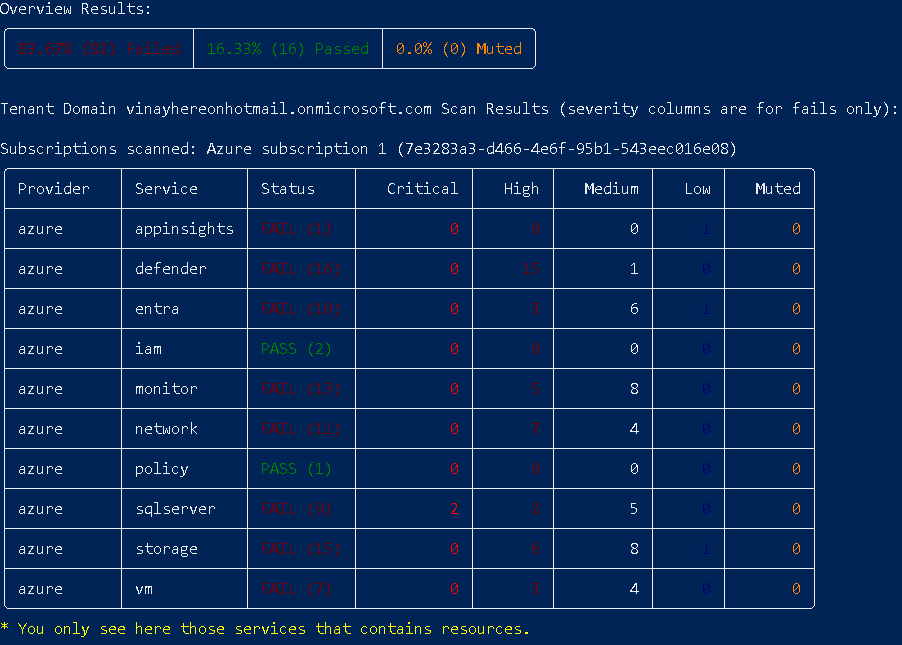 Overview Results:
83.67% (82) Failed 16.33% (16) Passed 0.0% (0) Muted
Tenant Domain vinayhereonhotmail.onmicrosoft.com Scan Results (severity columns are for fails only):
Subscriptions scanned: Azure subscription 1 (7e3283a3-d466-4e6f-95b1-543eec016e08)
Provider Service Status Critical High Medium Low Muted
azure appinsights FAIL (1) 0 0 0 1 0
azure defender FAIL (16) 0 15 1 0 0
azure entra FAIL (10) 0 3 6 1 0
azure iam PASS (2) 0 0 0 0 0
azure monitor FAIL (13) 0 5 8 0 0
azure network FAIL (11) 0 7 4 0 0
azure policy PASS (1) 0 0 0 0 0
azure sqlserver FAIL (9) 2 2 5 0 0
azure storage FAIL (15) 0 6 8 1 0
azure vm FAIL (7) 0 3 4 0 0
* You only see here those services that contains resources.